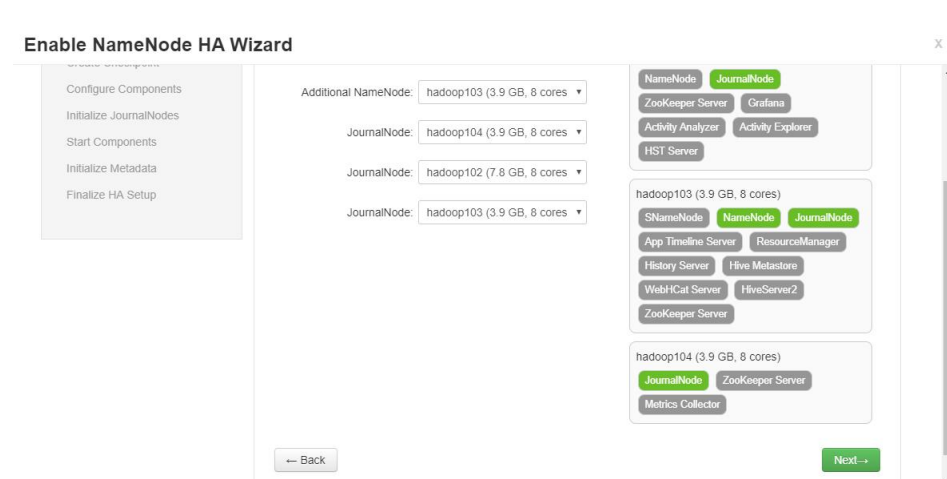 Enable NameNode HA Wizard
x
Create Checkpoint
Configure Components
Initialize JournalNodes
Start Components
Initialize Metadata
Finalize HA Setup
Additional NameNode: hadoop103 (3.9 GB, 8 cores
JournalNode: hadoop104 (3.9 GB, 8 cores
JournalNode: hadoop102 (7.8 GB, 8 cores
JournalNode: hadoop103 (3.9 GB, 8 cores
NameNode JournalNode
ZooKeeper Server Grafana
Activity Analyzer Activity Explorer
HST Server
hadoop103 (3.9 GB, 8 cores)
SNameNode NameNode JournalNode
App Timeline Server ResourceManager
History Server Hive Metastore
WebHCat Server HiveServer2
ZooKeeper Server
hadoop104 (3.9 GB, 8 cores)
JournalNode ZooKeeper Server
Metrics Collector
← Back
Next→